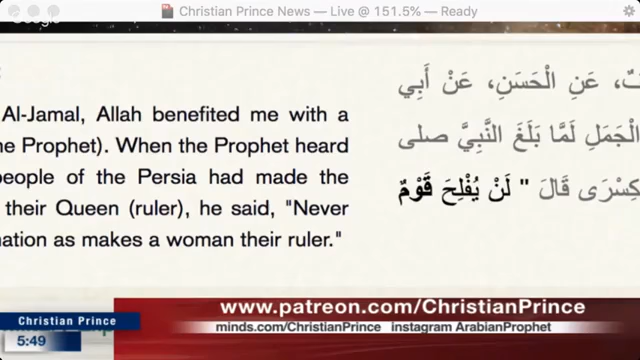 Christian Prince News — Live @ 151.5% — Ready
Al-Jamal, Allah benefited me with a
ne Prophet). When the Prophet heard
people of the Persia had made the
their Queen (ruler), he said, "Never
nation as makes a woman their ruler."
عَنِ الْحَسَنِ، عَنْ أَبِي
الْجَمَلِ لَمَّا بَلَغَ النَّبِيَّ صلى
كِسْرَى قَالَ " لَنْ يُفْلِحَ قَوْمٌ
www.patreon.com/ChristianPrince
minds.com/ChristianPrince instagram ArabianProphet
Christian Prince
5:49